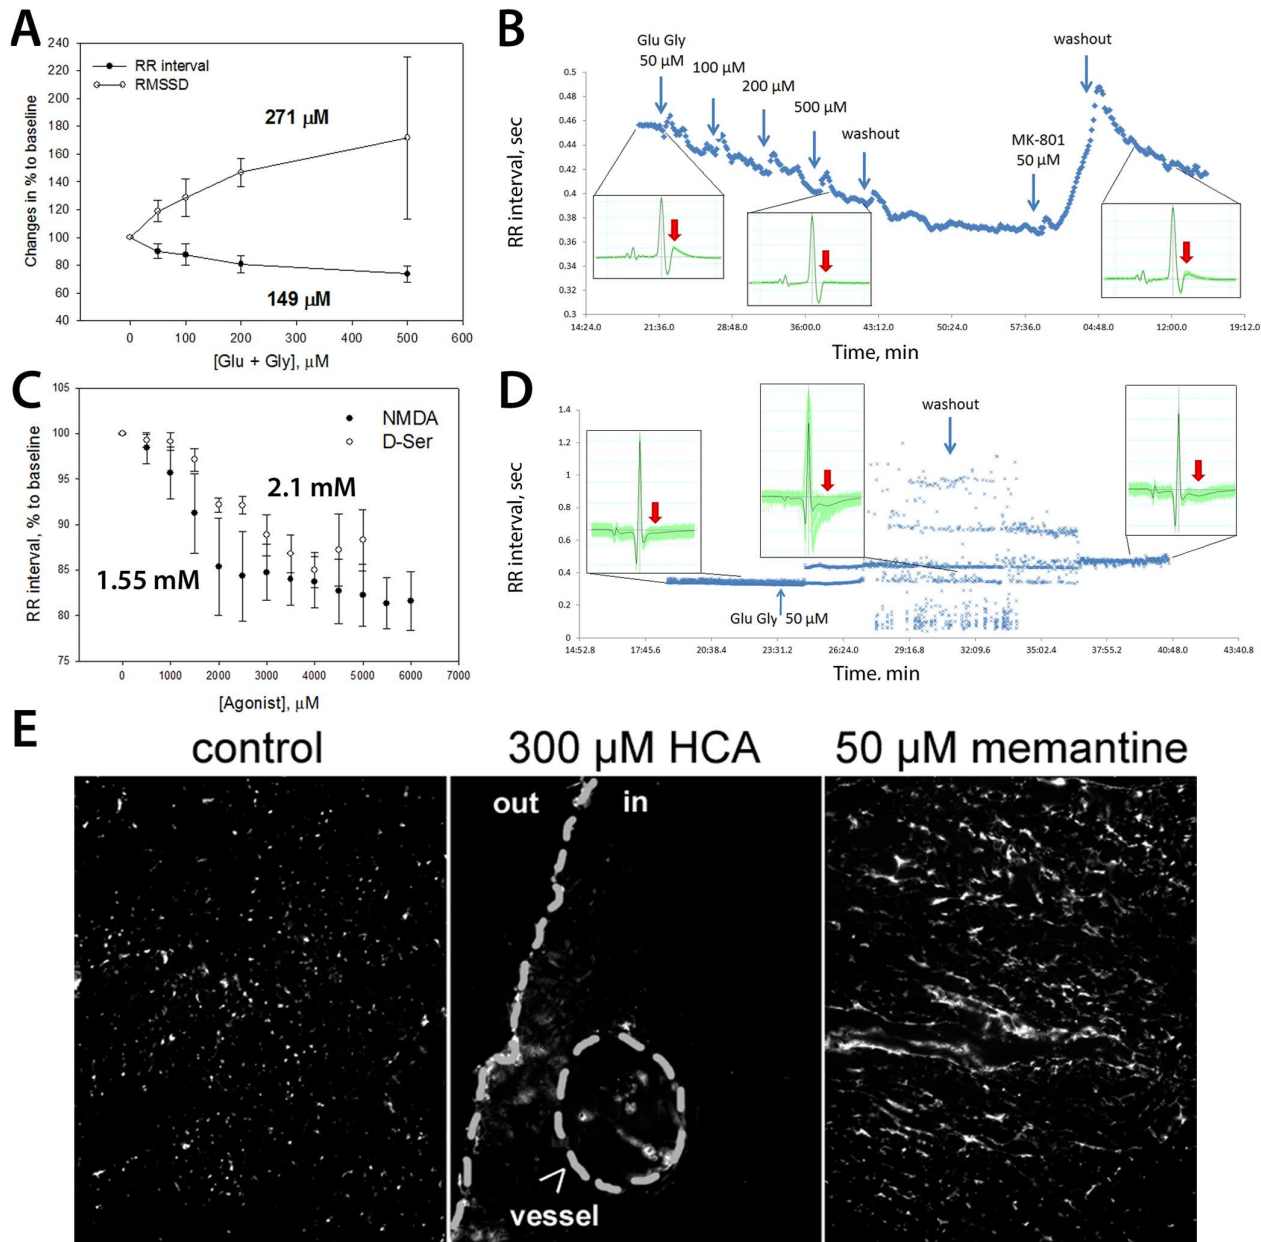 A
240
220
200
180
160
140
120
100
80
60
40
Changes in % to baseline
RR interval
RMSSD
271 µM
149 µM
0 100 200 300 400 500 600
[Glu + Gly], µM
B
0.5
0.48
0.46
0.44
0.42
0.4
0.38
0.36
0.34
0.32
0.3
RR interval, sec
Glu Gly
50 µM
100 µM
200 µM
500 µM
washout
MK-801
50 µM
washout
14:24.0 21:36.0 28:48.0 36:00.0 43:12.0 50:24.0 57:36.0 04:48.0 12:00.0 19:12.0
Time, min
C
105
100
95
90
85
80
75
RR interval, % to baseline
NMDA
D-Ser
2.1 mM
1.55 mM
0 1000 2000 3000 4000 5000 6000 7000
[Agonist], µM
D
1.4
1.2
1
0.8
0.6
0.4
0.2
0
RR interval, sec
washout
Glu Gly 50 µM
14:52.8 17:45.6 20:38.4 23:31.2 26:24.0 29:16.8 32:09.6 35:02.4 37:55.2 40:48.0 43:40.8
Time, min
E
control
300 µM HCA
50 µM memantine
out in
vessel